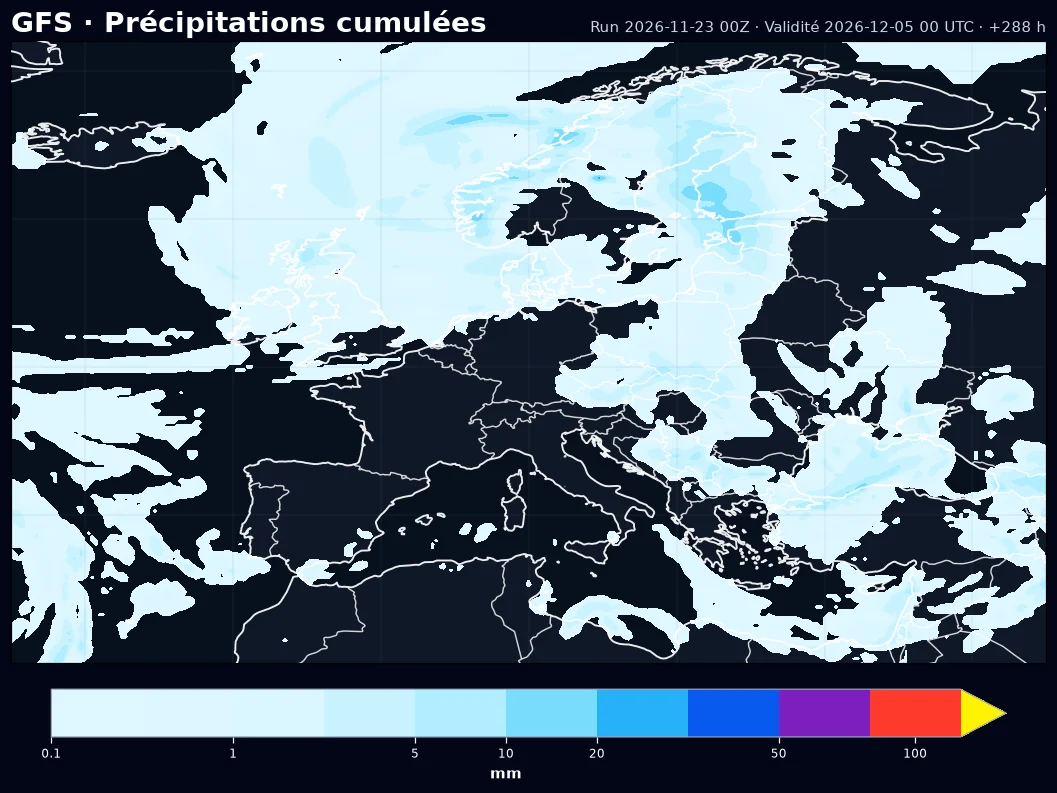 GFS · Précipitations cumulées
Run 2026-11-23 00Z · Validité 2026-12-05 00 UTC · +288 h
0.1 1 5 10 20 50 100
mm